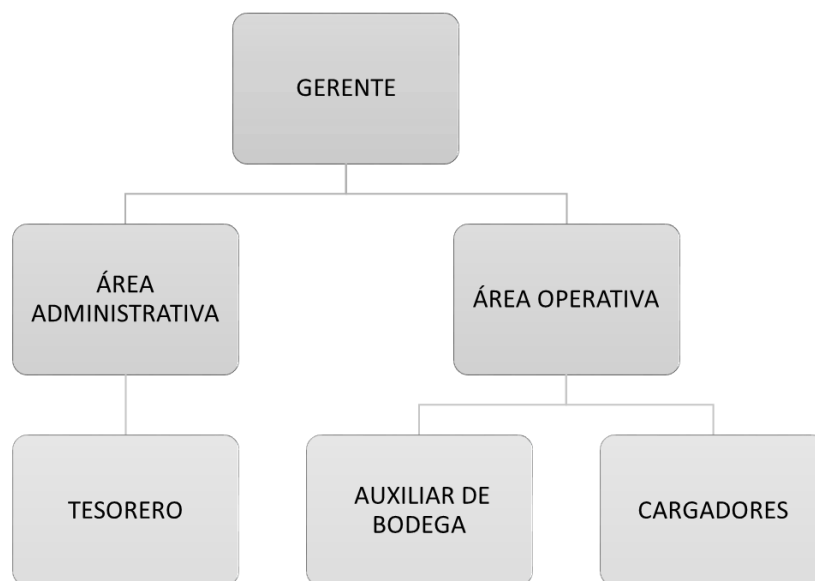 GERENTE
ÁREA
ADMINISTRATIVA
ÁREA OPERATIVA
TESORERO
AUXILIAR DE
BODEGA
CARGADORES